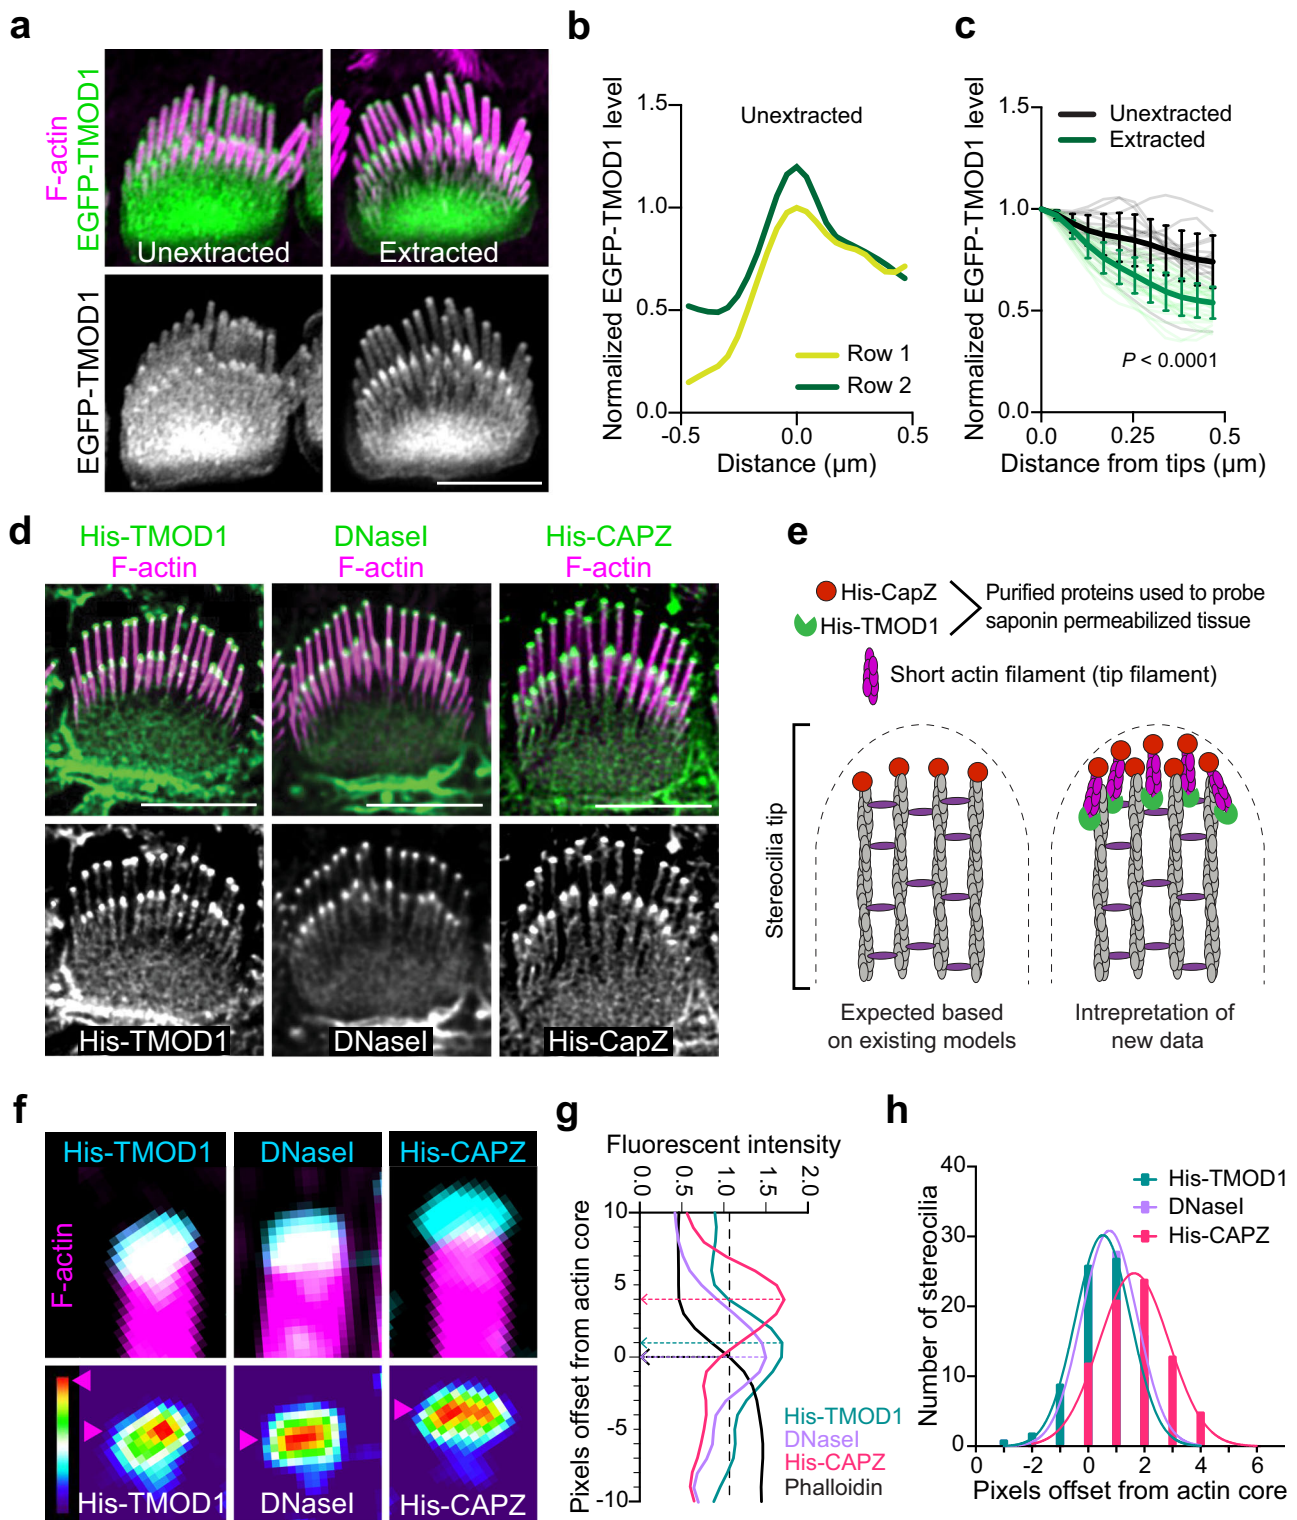 a
F-actin
EGFP-TMOD1
Unextracted
Extracted
EGFP-TMOD1
b
Normalized EGFP-TMOD1 level
1.5
1.0
0.5
0.0
Unextracted
Row 1
Row 2
-0.5
0.0
0.5
Distance (µm)
c
Normalized EGFP-TMOD1 level
1.5
1.0
0.5
0.0
Unextracted
Extracted
P < 0.0001
0.0
0.25
0.5
Distance from tips (µm)
d
His-TMOD1
F-actin
DNaseI
F-actin
His-CAPZ
F-actin
His-TMOD1
DNaseI
His-CapZ
e
His-CapZ
His-TMOD1
Purified proteins used to probe
saponin permeabilized tissue
Short actin filament (tip filament)
Stereocilia tip
Expected based
on existing models
Intrepretation of
new data
f
F-actin
His-TMOD1
DNaseI
His-CAPZ
His-TMOD1
DNaseI
His-CAPZ
g
Fluorescent intensity
0.0
0.5
1.0
1.5
2.0
Pixels offset from actin core
10
5
0
-5
-10
His-TMOD1
DNaseI
His-CAPZ
Phalloidin
h
Number of stereocilia
40
30
20
10
0
His-TMOD1
DNaseI
His-CAPZ
-2
0
2
4
6
Pixels offset from actin core